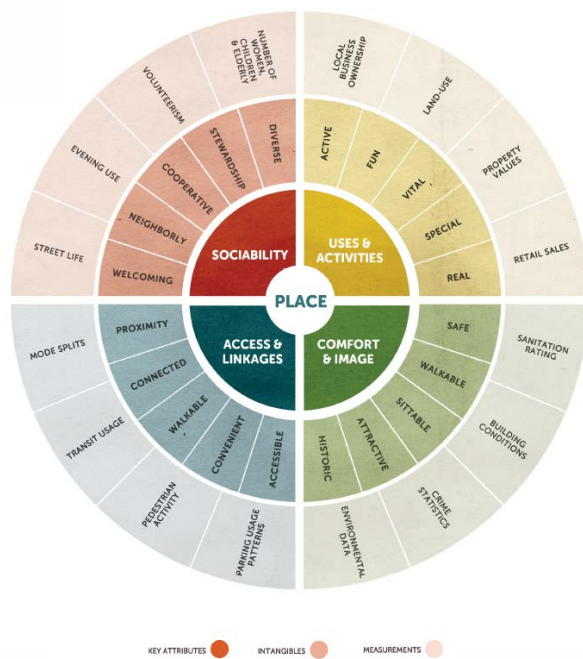 NUMBER OF
WOMEN,
CHILDREN
& ELDERLY
VOLUNTEERISM
EVENING USE
STREET LIFE
LOCAL
BUSINESS
OWNERSHIP
LAND-USE
PROPERTY
VALUES
RETAIL SALES
DIVERSE
STEWARDSHIP
COOPERATIVE
NEIGHBORLY
WELCOMING
ACTIVE
FUN
VITAL
SPECIAL
REAL
SOCIABILITY
USES &
ACTIVITIES
PLACE
ACCESS &
LINKAGES
COMFORT
& IMAGE
PROXIMITY
CONNECTED
WALKABLE
CONVENIENT
ACCESSIBLE
SAFE
WALKABLE
SITTABLE
ATTRACTIVE
HISTORIC
MODE SPLITS
TRANSIT USAGE
PEDESTRIAN
ACTIVITY
PARKING USAGE
PATTERNS
SANITATION
RATING
BUILDING
CONDITIONS
CRIME
STATISTICS
ENVIRONMENTAL
DATA
KEY ATTRIBUTES
INTANGIBLES
MEASUREMENTS